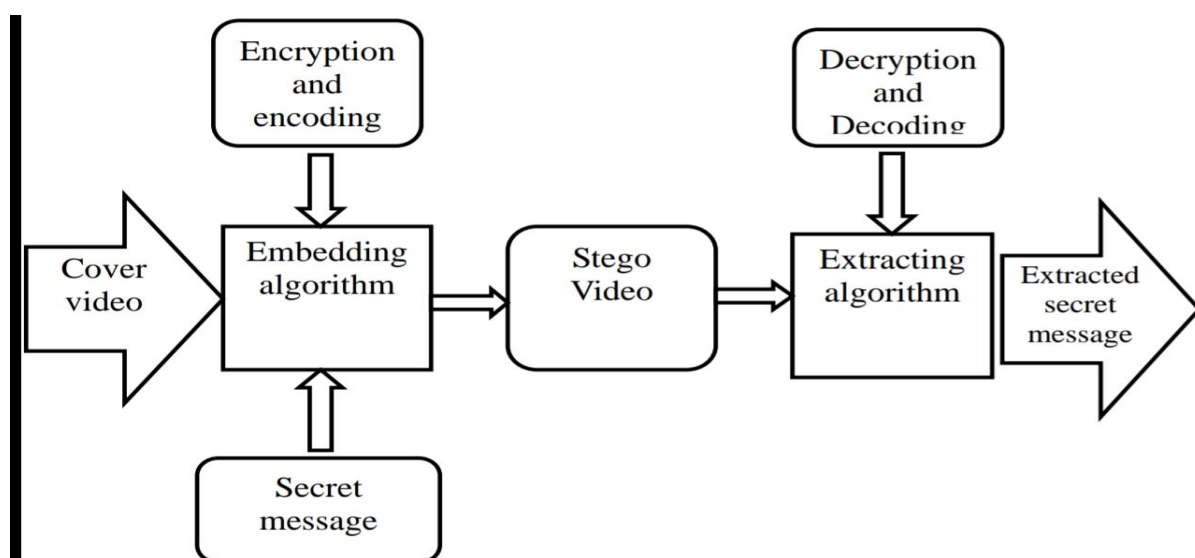 Encryption
and
encoding
Decryption
and
Decoding
Cover
video
Embedding
algorithm
Stego
Video
Extracting
algorithm
Extracted
secret
message
Secret
message